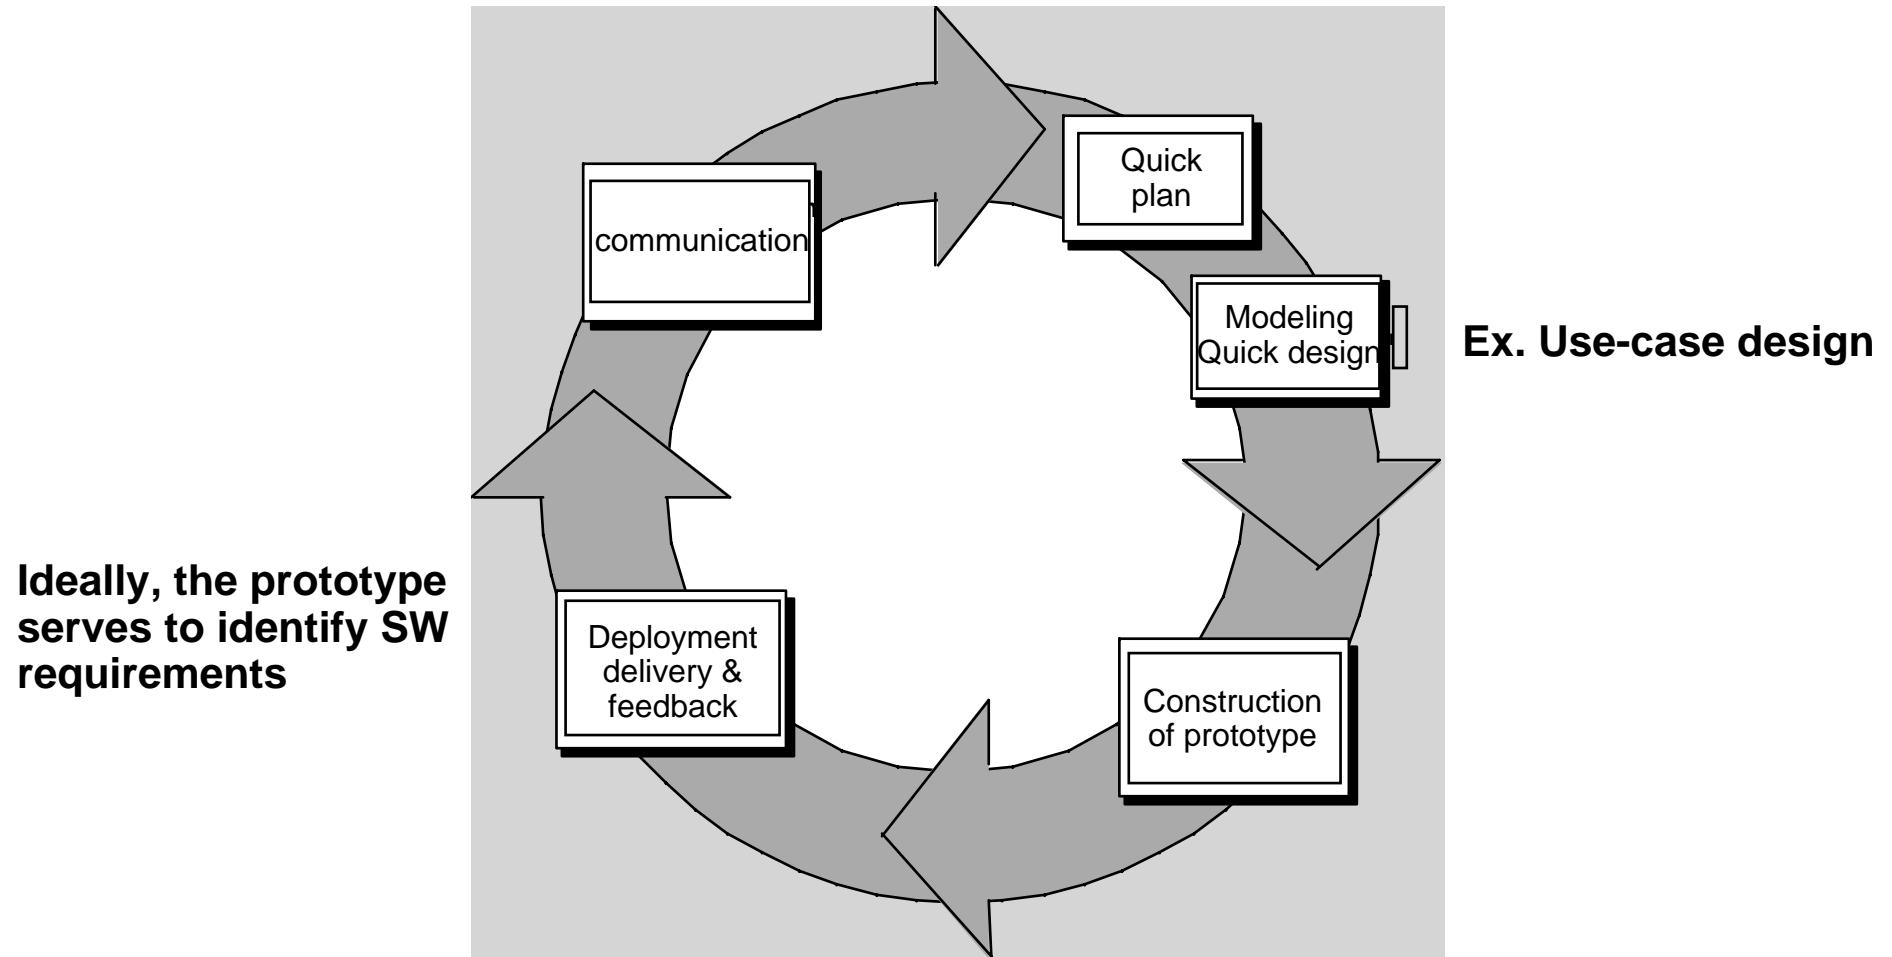 communication
Quick
plan
Modeling
Quick design
Ex. Use-case design
Construction
of prototype
Deployment
delivery &
feedback
Ideally, the prototype
serves to identify SW
requirements